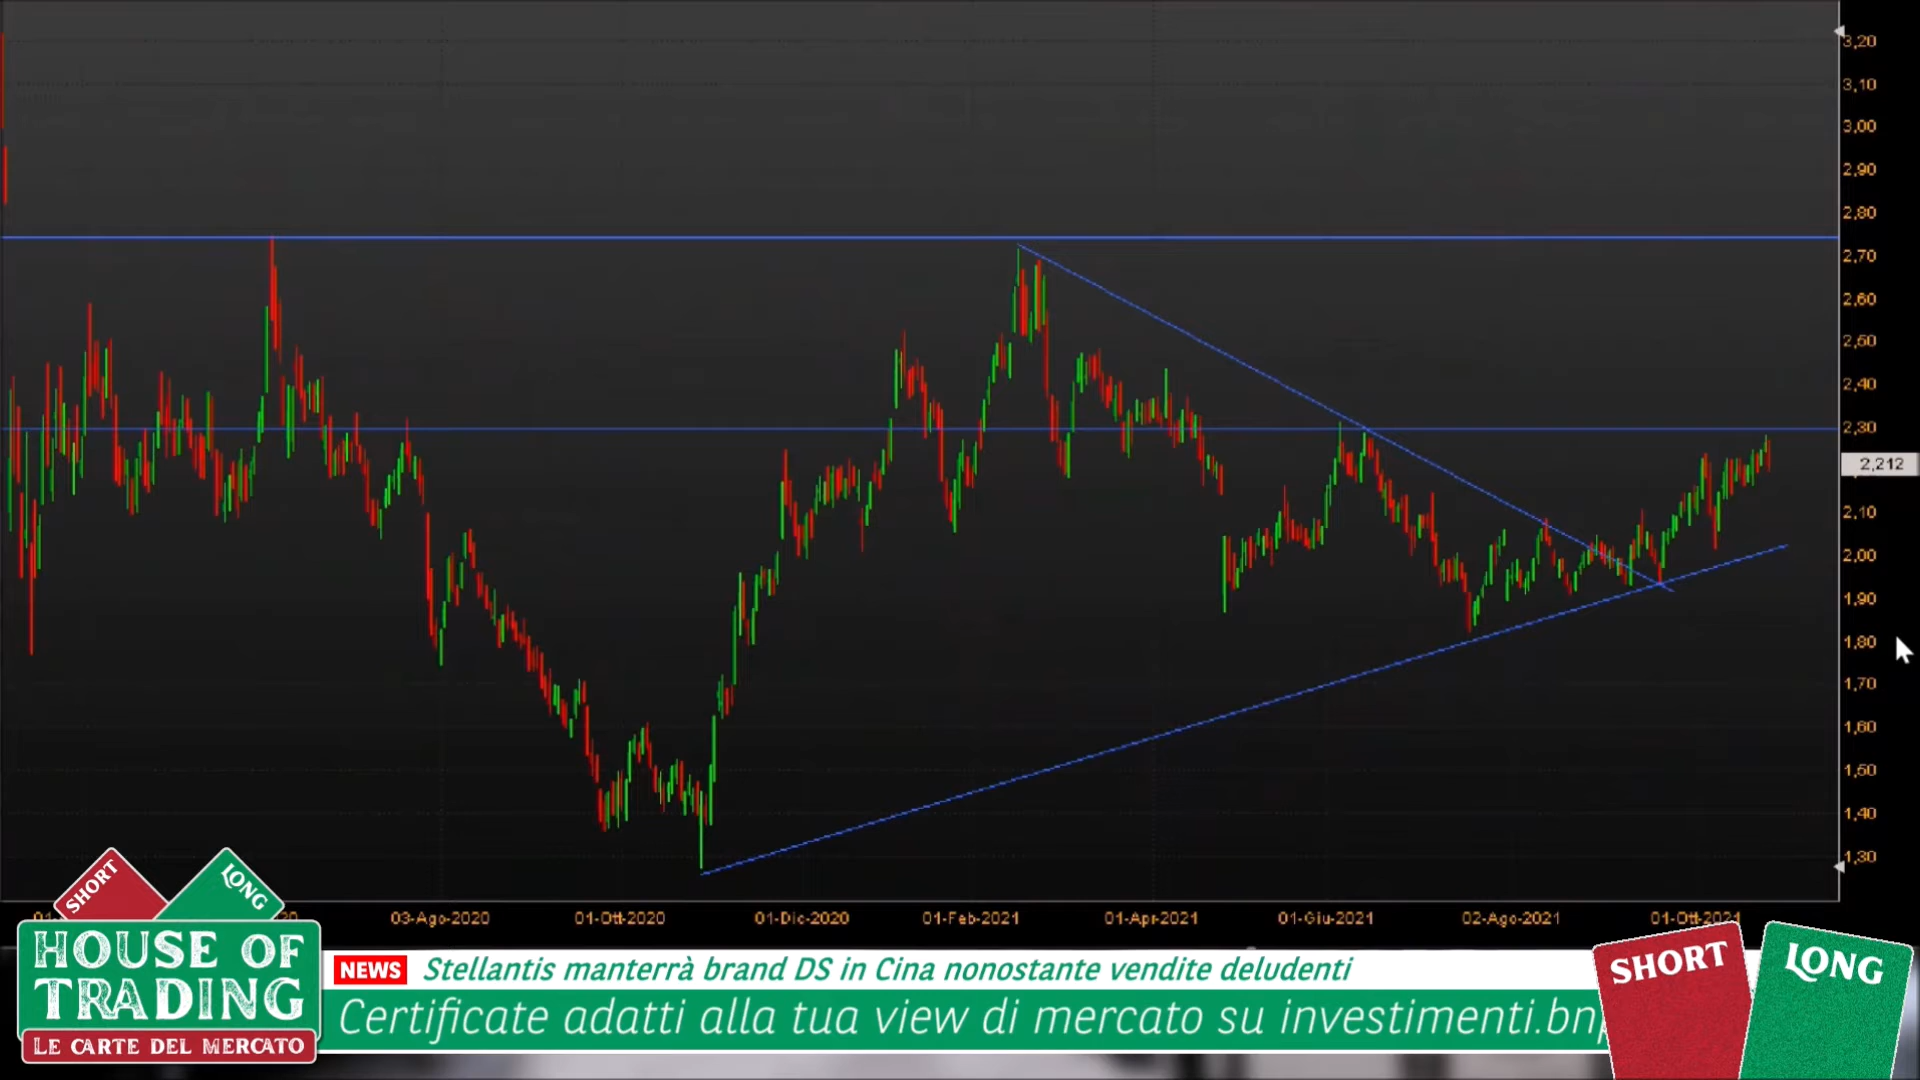 3,20
3,10
3,00
2,90
2,80
2,70
2,60
2,50
2,40
2,30
2,212
2,10
2,00
1,90
1,80
1,70
1,60
1,50
1,40
1,30
03-Ago-2020
01-Ott-2020
01-Dic-2020
01-Feb-2021
01-Apr-2021
01-Giu-2021
02-Ago-2021
01-Ott-2021
SHORT
LONG
HOUSE OF
TRADING
LE CARTE DEL MERCATO
NEWS Stellantis manterrà brand DS in Cina nonostante vendite deludenti
Certificate adatti alla tua view di mercato su investimenti.bnp
SHORT
LONG